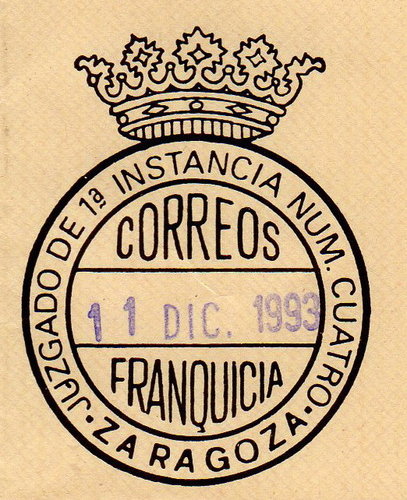 JUZGADO DE 1ª INSTANCIA NUM. CUATRO
CORREOS
11 DIC. 1993
FRANQUICIA
· ZARAGOZA ·